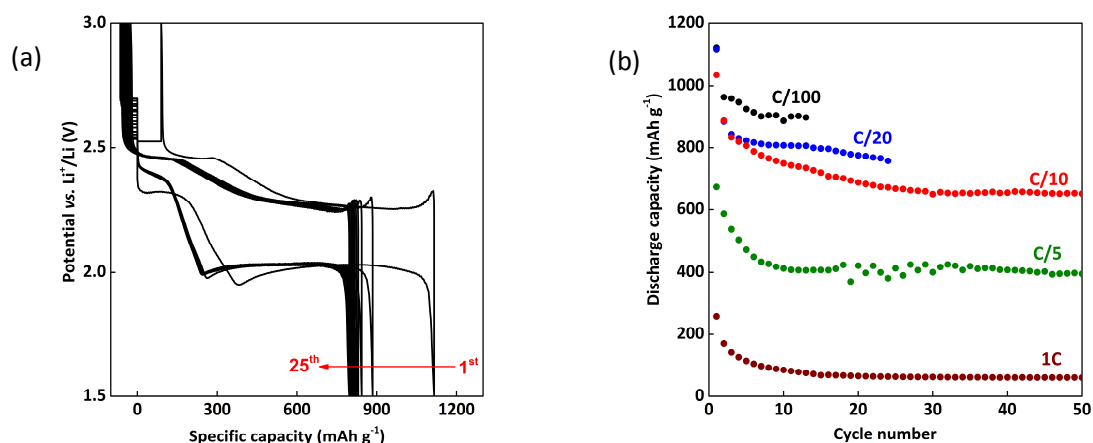 (a)
3.0
2.5
2.0
1.5
Potential vs. Li⁺/Li (V)
25ᵗʰ
1ˢᵗ
0
300
600
900
1200
Specific capacity (mAh g⁻¹)
(b)
1200
1000
800
600
400
200
0
Discharge capacity (mAh g⁻¹)
C/100
C/20
C/10
C/5
1C
0
10
20
30
40
50
Cycle number